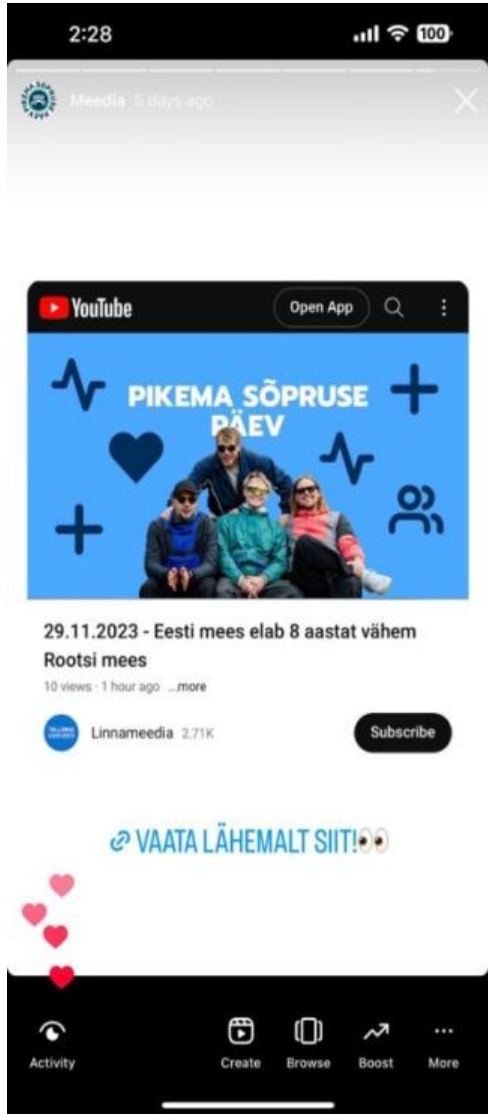 2:28
100
Meedia 5 days ago
YouTube
Open App
PIKEMA SÕPRUSE
PÄEV
29.11.2023 - Eesti mees elab 8 aastat vähem
Rootsi mees
10 views · 1 hour ago ...more
Linnameedia 2.71K
Subscribe
VAATA LÄHEMALT SIIT!👀
Activity
Create
Browse
Boost
More